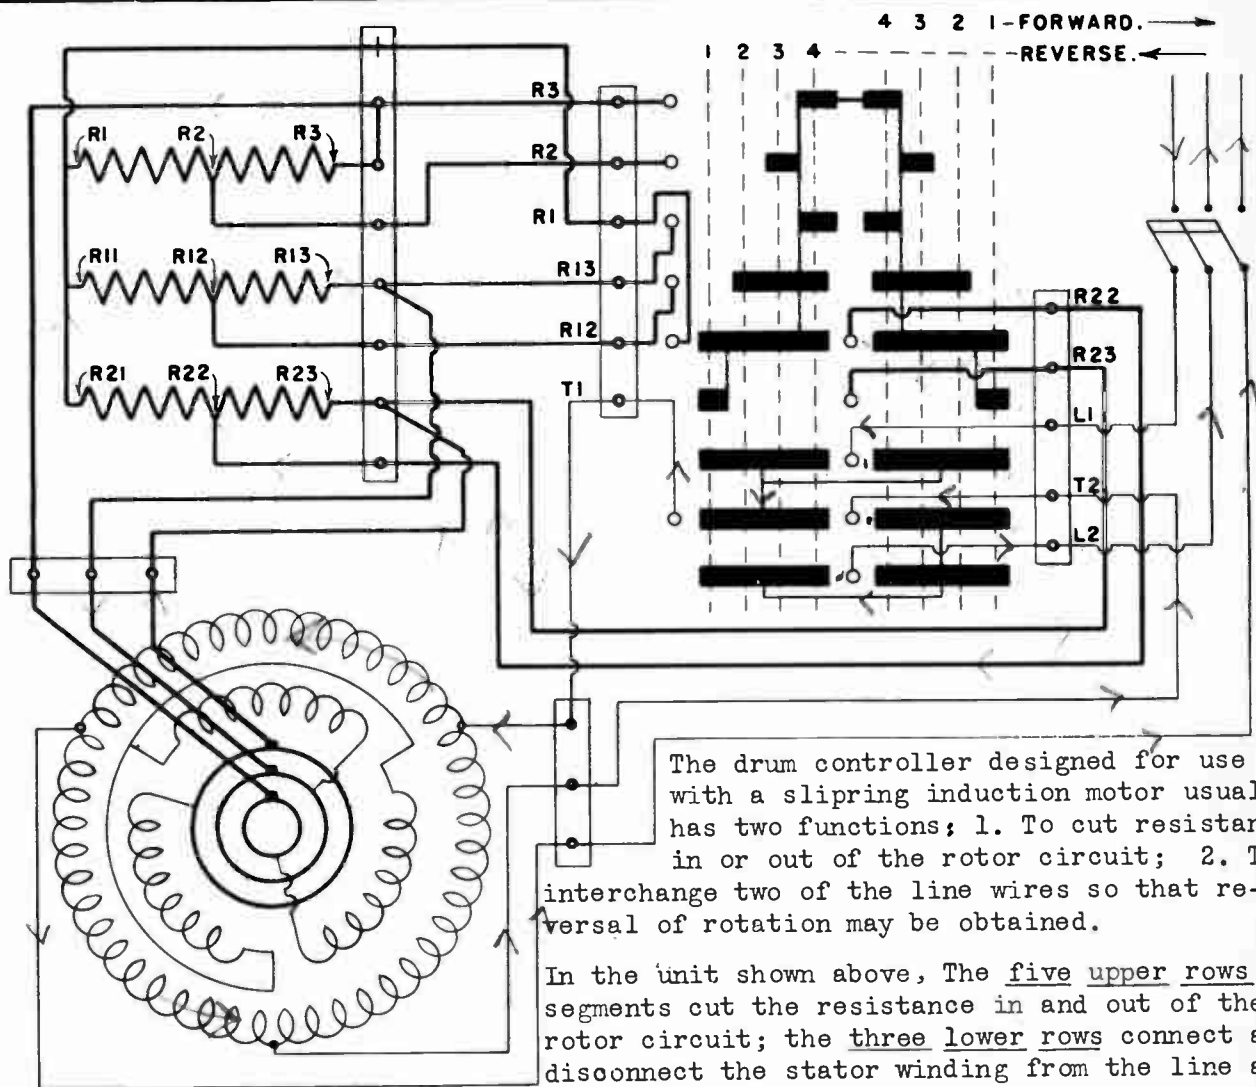 4 3 2 1-FORWARD.
1 2 3 4 REVERSE.
R3
R1 R2 R3
R2
R1
R11 R12 R13
R13
R22
R12
R23
R21 R22 R23
T1
L1
T2
L2
The drum controller designed for use
with a slipring induction motor usual
has two functions; 1. To cut resistan
in or out of the rotor circuit; 2. T
interchange two of the line wires so that re-
versal of rotation may be obtained.
In the unit shown above, The five upper rows
segments cut the resistance in and out of the
rotor circuit; the three lower rows connect a
disconnect the stator winding from the line a